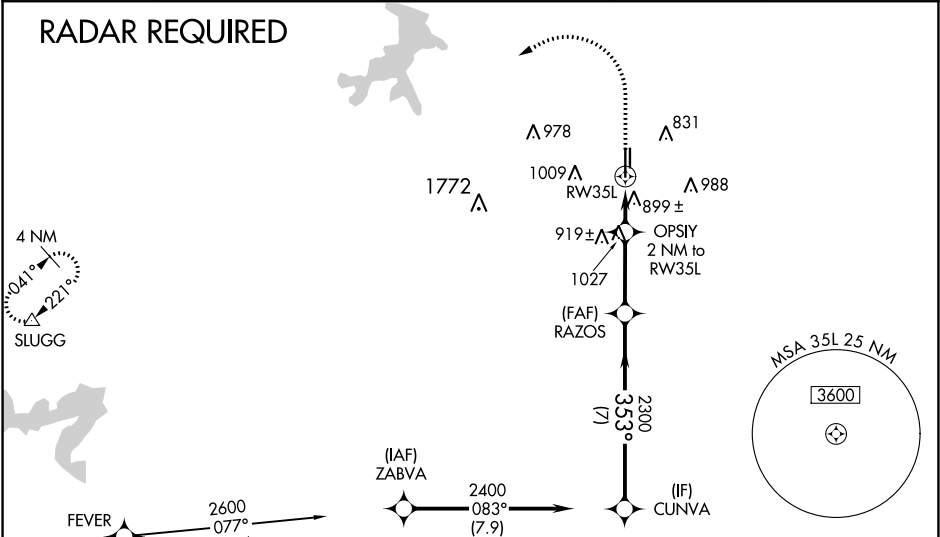 RADAR REQUIRED
978
831
1009
RW35L
988
1772
899 ±
919±
OPSIY
2 NM to
RW35L
1027
4 NM
041°
221°
SLUGG
(FAF)
RAZOS
MSA 35L 25 NM
3600
2300
353°
(7)
(IAF)
ZABVA
2400
083°
(7.9)
(IF)
CUNVA
FEVER
2600
077°